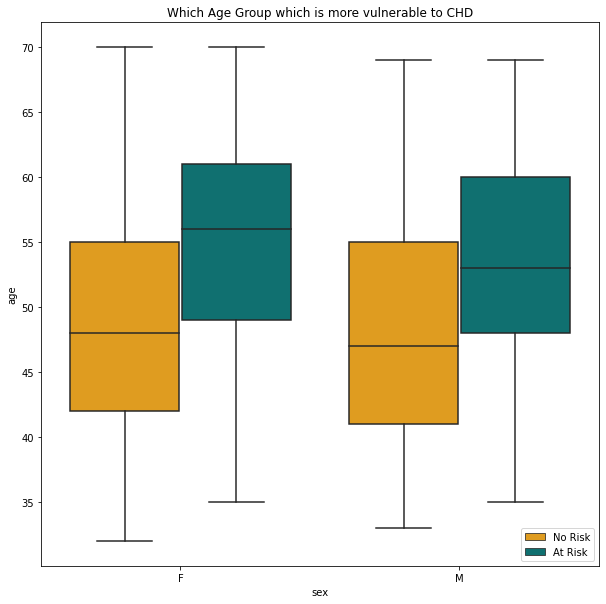 Which Age Group which is more vulnerable to CHD
70
65
60
55
50
45
40
35
age
F
M
sex
No Risk
At Risk